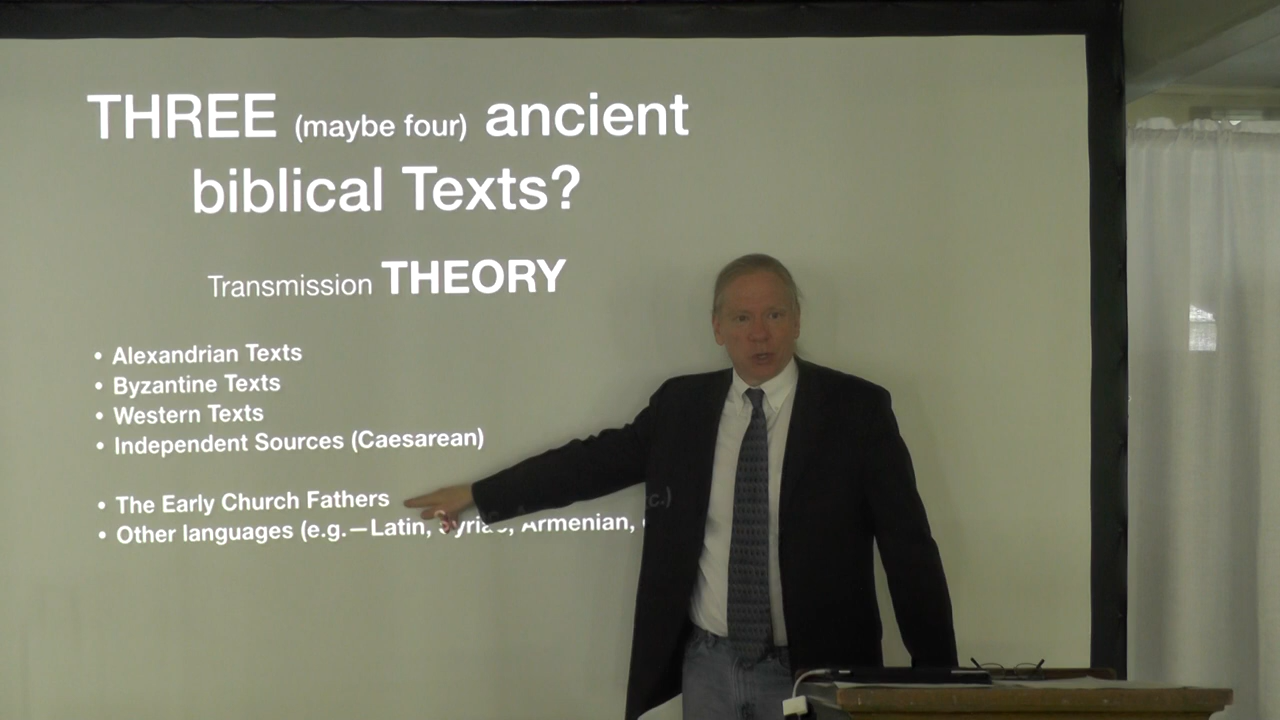 THREE (maybe four) ancient
biblical Texts?
Transmission THEORY
• Alexandrian Texts
• Byzantine Texts
• Western Texts
• Independent Sources (Caesarean)
• The Early Church Fathers
• Other languages (e.g.—Latin, Syriac, Armenian,